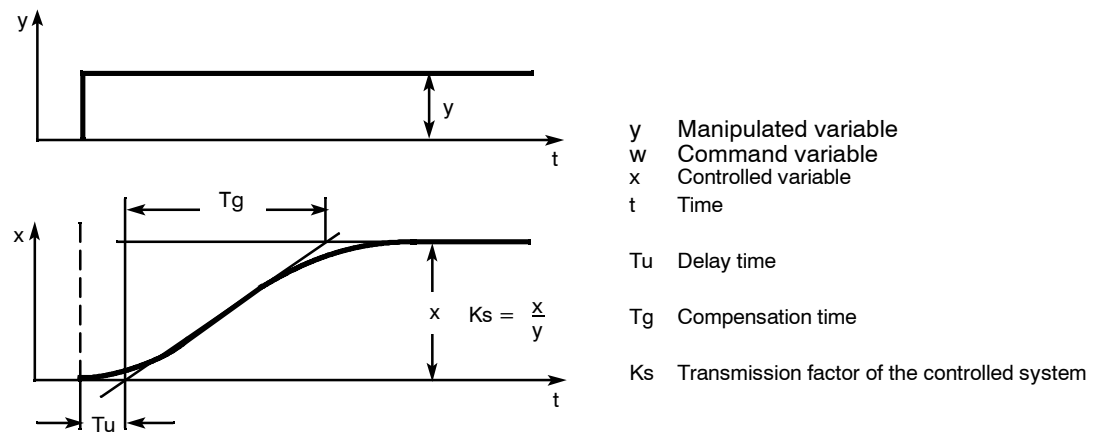 y
y
t
Tg
x
x
Ks = x/y
t
Tu
y Manipulated variable
w Command variable
x Controlled variable
t Time
Tu Delay time
Tg Compensation time
Ks Transmission factor of the controlled system